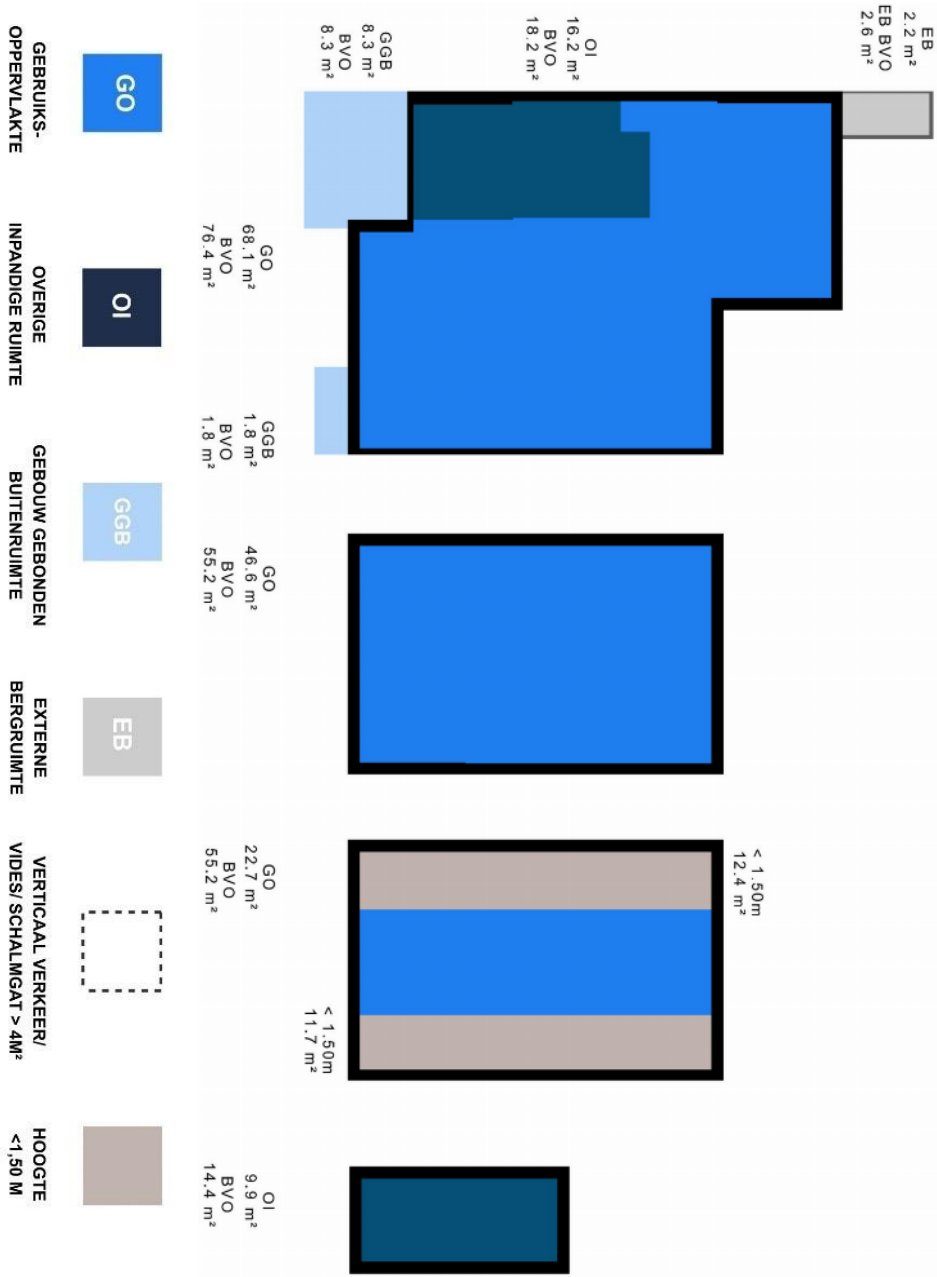 EB
2.2 m²
EB BVO
2.6 m²
OI
16.2 m²
BVO
18.2 m²
GGB
8.3 m²
BVO
8.3 m²
GO
68.1 m²
BVO
76.4 m²
GGB
1.8 m²
BVO
1.8 m²
GO
46.6 m²
BVO
55.2 m²
< 1.50m
12.4 m²
< 1.50m
11.7 m²
GO
22.7 m²
BVO
55.2 m²
OI
9.9 m²
BVO
14.4 m²
GO
GEBRUIKS-
OPPERVLAKTE
OI
OVERIGE
INPANDIGE RUIMTE
GGB
GEBOUW GEBONDEN
BUITENRUIMTE
EB
EXTERNE
BERGRUIMTE
VERTICAAL VERKEER/
VIDES/ SCHALMGAT > 4M²
HOOGTE
<1,50 M